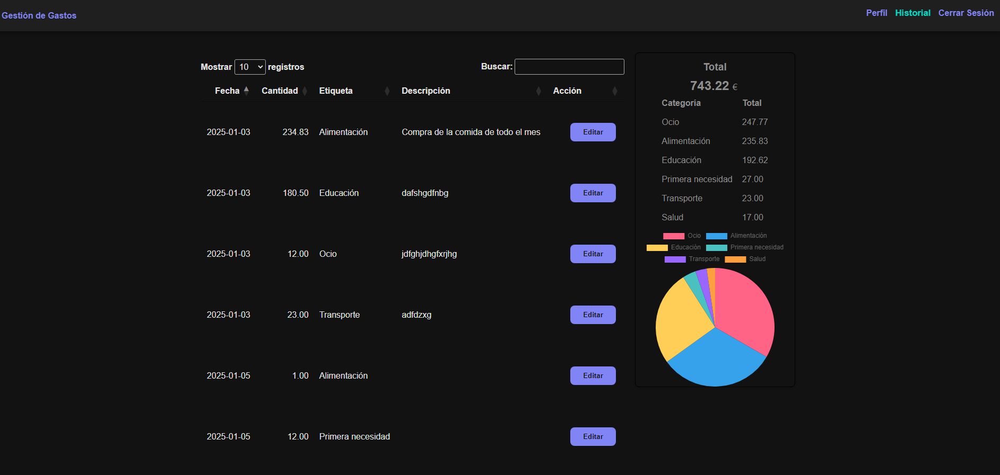 Gestión de Gastos
Perfil Historial Cerrar Sesión
Mostrar 10 registros
Buscar:
Fecha Cantidad Etiqueta Descripción Acción
2025-01-03 234.83 Alimentación Compra de la comida de todo el mes Editar
2025-01-03 180.50 Educación dafshgdfnbg Editar
2025-01-03 12.00 Ocio jdfghjdhgfxrjhg Editar
2025-01-03 23.00 Transporte adfdzxg Editar
2025-01-05 1.00 Alimentación Editar
2025-01-05 12.00 Primera necesidad Editar
Total
743.22 €
Categoría Total
Ocio 247.77
Alimentación 235.83
Educación 192.62
Primera necesidad 27.00
Transporte 23.00
Salud 17.00
Ocio Alimentación
Educación Primera necesidad
Transporte Salud